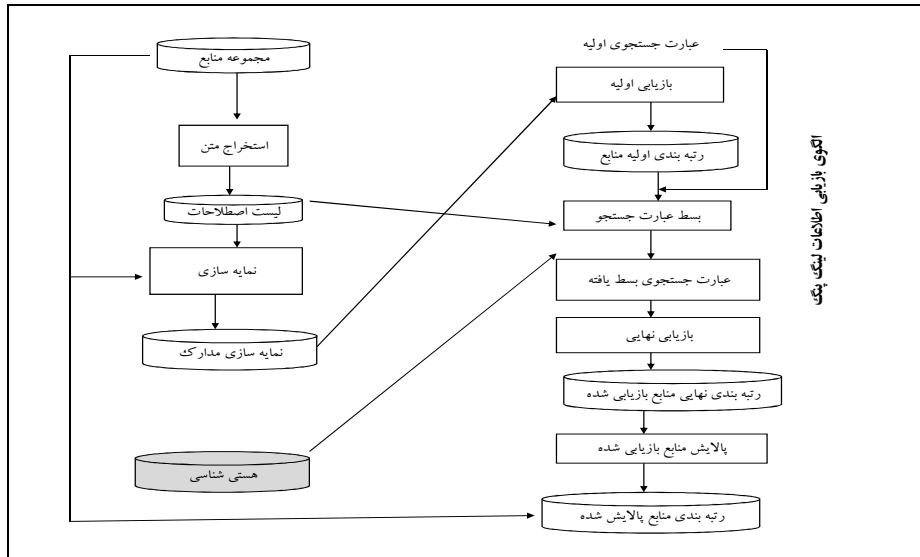 عبارت جستجوی اولیه
بازیابی اولیه
رتبه بندی اولیه منابع
بسط عبارت جستجو
عبارت جستجوی بسط یافته
بازیابی نهایی
رتبه بندی نهایی منابع بازیابی شده
پالایش منابع بازیابی شده
رتبه بندی منابع پالایش شده
مجموعه منابع
استخراج متن
لیست اصطلاحات
نمایه سازی
نمایه سازی مدارک
هستی شناسی
الگوی بازیابی اطلاعات لینگ پنگ